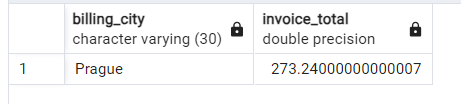 billing_city invoice_total
character varying (30) double precision
1 Prague 273.24000000000007